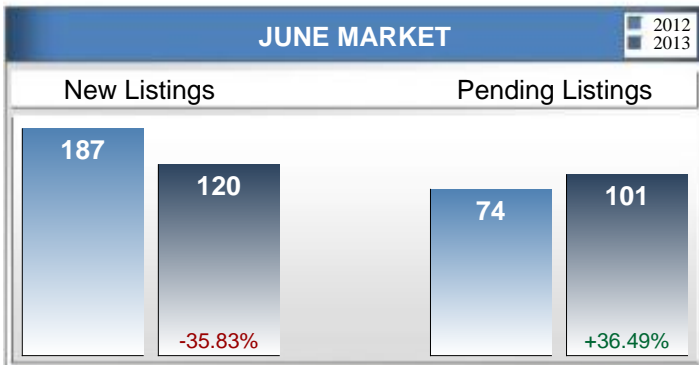 JUNE MARKET
2012
2013
New Listings
Pending Listings
187
120
-35.83%
74
101
+36.49%